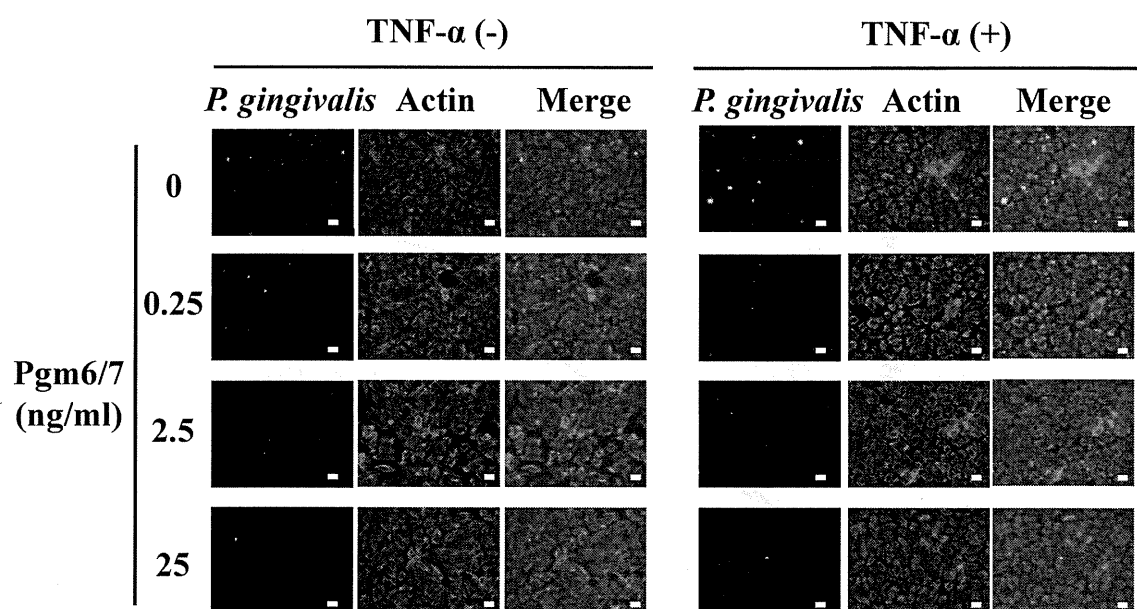 TNF-α (-) TNF-α (+)
P. gingivalis Actin Merge P. gingivalis Actin Merge
0
0.25
Pgm6/7
(ng/ml)
2.5
25